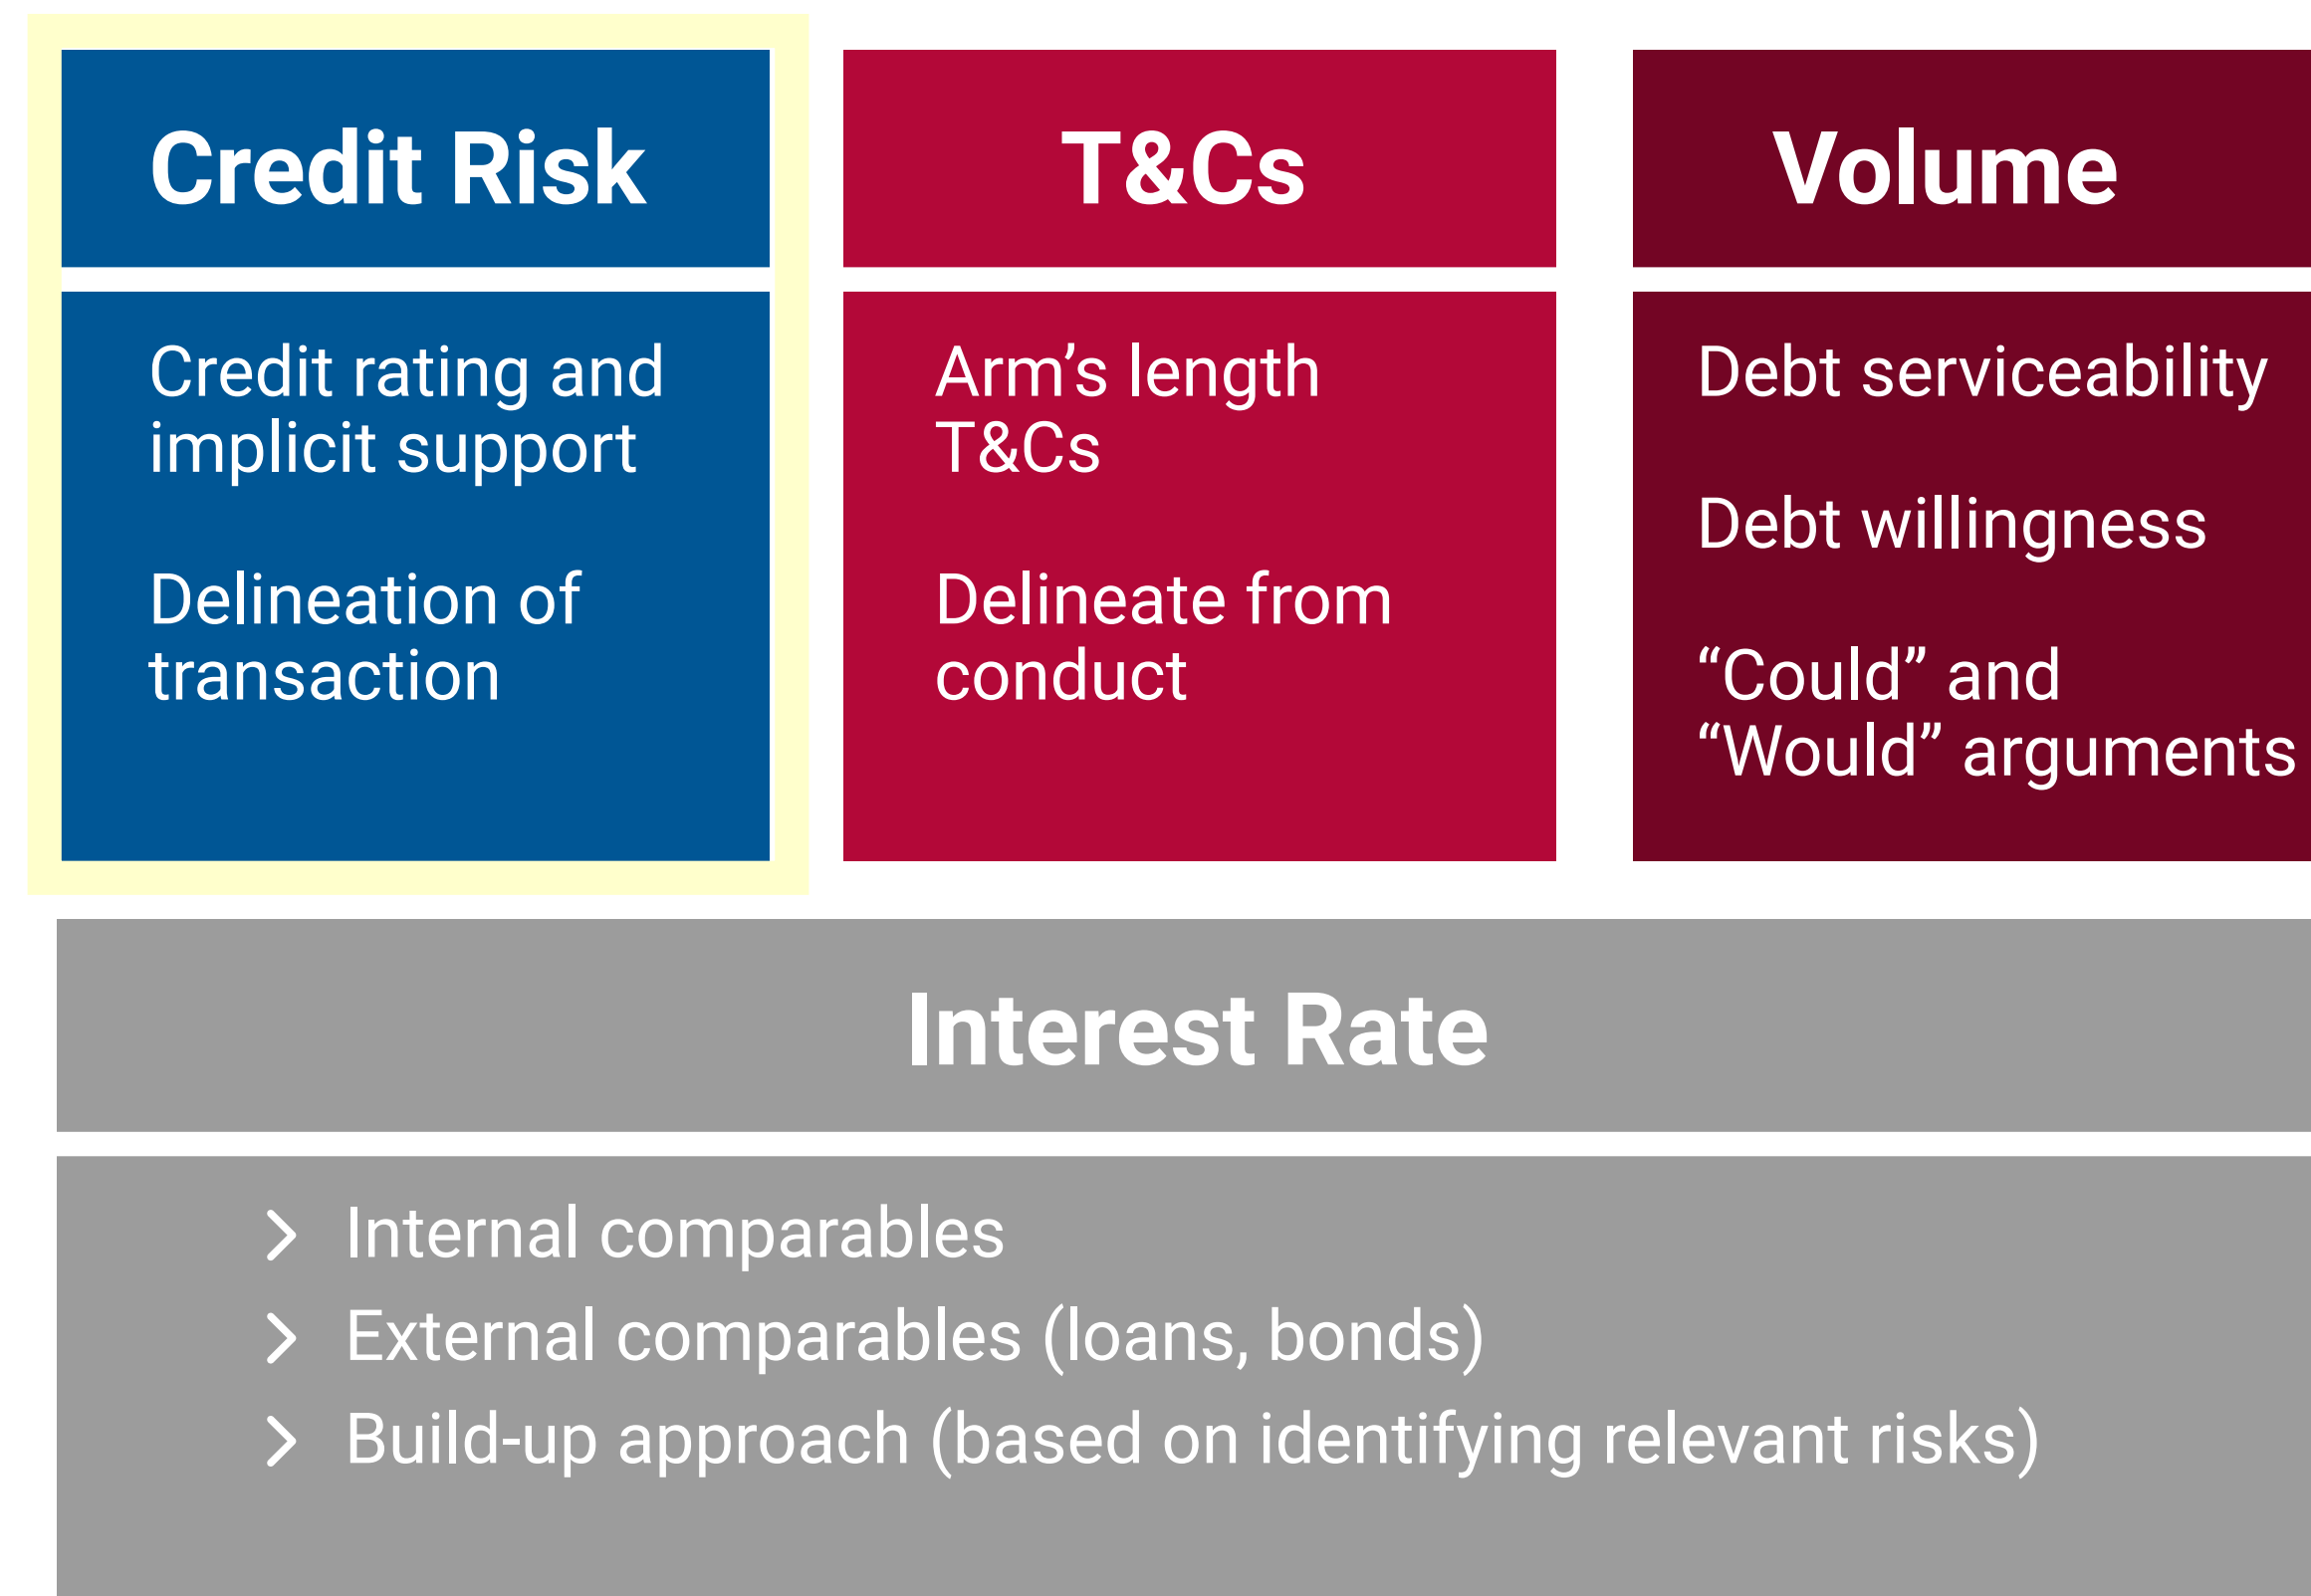 Credit Risk
Credit rating and
implicit support
Delineation of
transaction
T&Cs
Arm’s length
T&Cs
Delineate from
conduct
Volume
Debt serviceability
Debt willingness
“Could” and
“Would” arguments
Interest Rate
Internal comparables
External comparables (loans, bonds)
Build-up approach (based on identifying relevant risks)